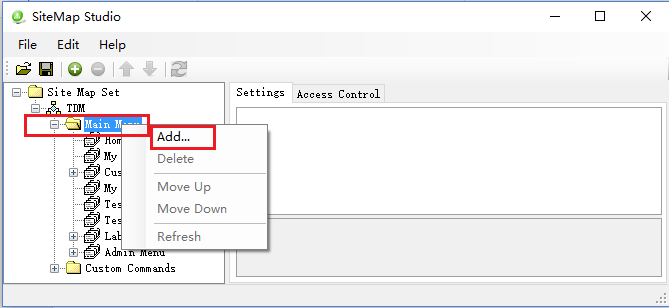 SiteMap Studio
File Edit Help
Site Map Set
TDM
Main Menu
Hom
My
Cus
My
Tes
Tes
Lab
Admin Menu
Custom Commands
Add...
Delete
Move Up
Move Down
Refresh
Settings Access Control